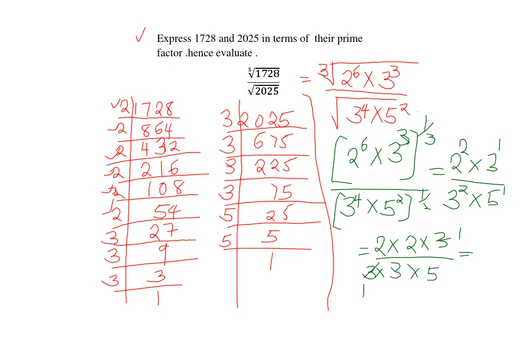 ✓ Express 1728 and 2025 in terms of their prime
factor .hence evaluate .
∛1728 / √2025 = ∛(2⁶ × 3³) / √(3⁴ × 5²)
2 | 1728
2 | 864
2 | 432
2 | 216
2 | 108
2 | 54
3 | 27
3 | 9
3 | 3
1
3 | 2025
3 | 675
3 | 225
3 | 75
5 | 25
5 | 5
1
[2⁶ × 3³]^⅓ / [3⁴ × 5²]^½ = 2² × 3¹ / 3² × 5¹
= 2 × 2 × 3 1 / 3 × 3 × 5 =
1